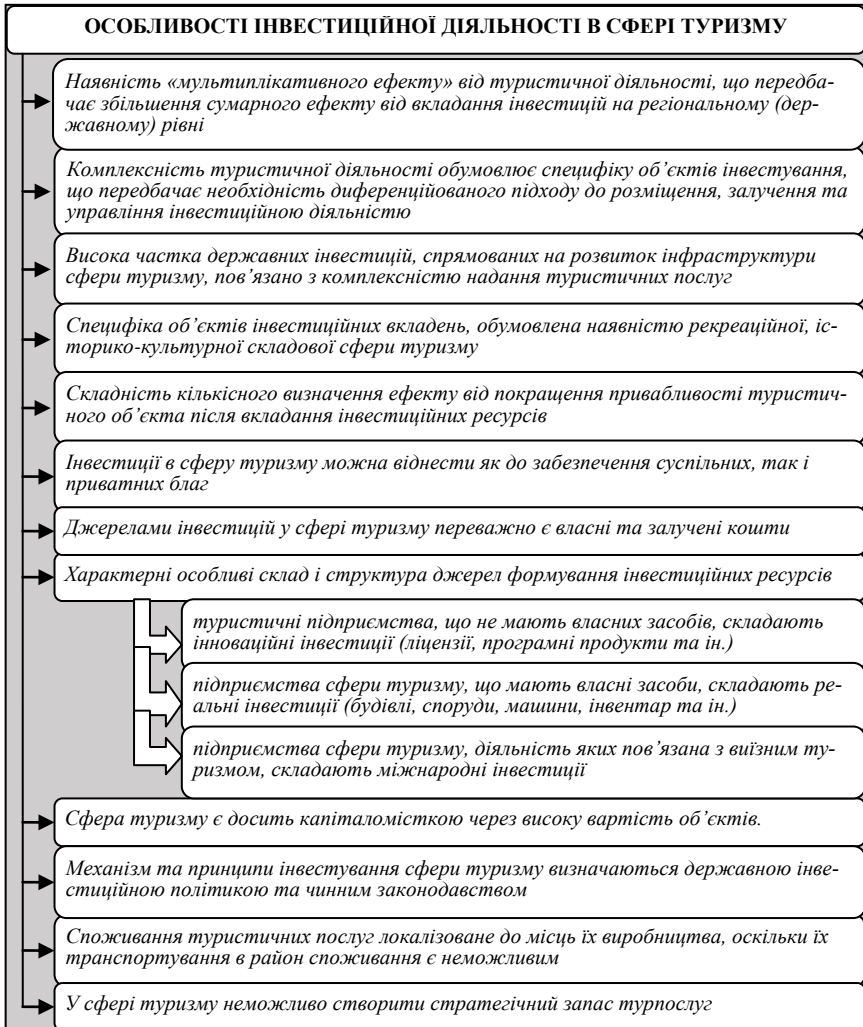 ОСОБЛИВОСТІ ІНВЕСТИЦІЙНОЇ ДІЯЛЬНОСТІ В СФЕРІ ТУРИЗМУ
Наявність «мультиплікативного ефекту» від туристичної діяльності, що передба-
чає збільшення сумарного ефекту від вкладання інвестицій на регіональному (дер-
жавному) рівні
Комплексність туристичної діяльності обумовлює специфіку об’єктів інвестування,
що передбачає необхідність диференційованого підходу до розміщення, залучення та
управління інвестиційною діяльністю
Висока частка державних інвестицій, спрямованих на розвиток інфраструктури
сфери туризму, пов’язано з комплексністю надання туристичних послуг
Специфіка об’єктів інвестиційних вкладень, обумовлена наявністю рекреаційної, іс-
торико-культурної складової сфери туризму
Складність кількісного визначення ефекту від покращення привабливості туристич-
ного об’єкта після вкладання інвестиційних ресурсів
Інвестиції в сферу туризму можна віднести як до забезпечення суспільних, так і
приватних благ
Джерелами інвестицій у сфері туризму переважно є власні та залучені кошти
Характерні особливі склад і структура джерел формування інвестиційних ресурсів
туристичні підприємства, що не мають власних засобів, складають
інноваційні інвестиції (ліцензії, програмні продукти та ін.)
підприємства сфери туризму, що мають власні засоби, складають ре-
альні інвестиції (будівлі, споруди, машини, інвентар та ін.)
підприємства сфери туризму, діяльність яких пов’язана з виїзним ту-
ризмом, складають міжнародні інвестиції
Сфера туризму є досить капіталомісткою через високу вартість об’єктів.
Механізм та принципи інвестування сфери туризму визначаються державною інве-
стиційною політикою та чинним законодавством
Споживання туристичних послуг локалізоване до місць їх виробництва, оскільки їх
транспортування в район споживання є неможливим
У сфері туризму неможливо створити стратегічний запас турпослуг